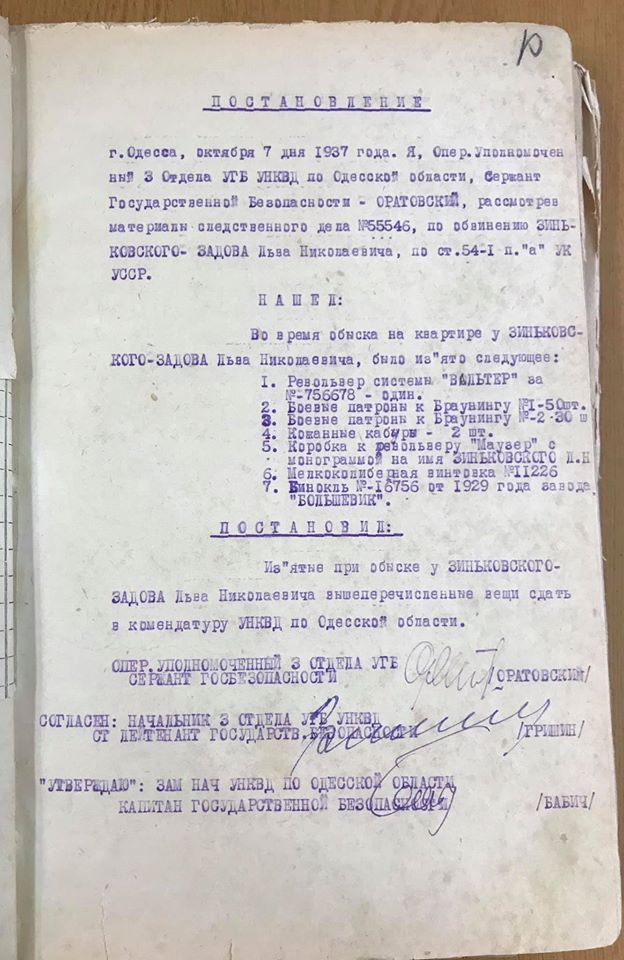 ПОСТАНОВЛЕНИЕ
г.Одесса, октября 7 дня 1937 года. Я, Опер.Уполномочен
ный 3 Отдела УГБ УНКВД по Одесской области, Сержант
Государственной Безопасности - ОРАТОВСКИЙ, рассмотрев
материалы следственного дела №55546, по обвинению ЗИНЬ-
КОВСКОГО- ЗАДОВА Льва Николаевича, по ст.54-I п."а" УК
УССР.
НАШЕЛ:
Во время обыска на квартире у ЗИНЬКОВС-
КОГО-ЗАДОВА Льва Николаевича, было из"ято следующее:
I. Револьвер системы "ВАЛЬТЕР" за
№-756678 - один.
2. Боевые патроны к Браунингу №I-50шт.
3. Боевые патроны к Браунингу №-2-30 ш
4. Кожанные кабуры - 2 шт.
5. Коробка к револьверу "Маузер" с
монограммой на имя ЗИНЬКОВСКОГО Л.Н
6. Мелкокалиберная винтовка №II226
7. Бинокль №-I6756 от 1929 года завода
"БОЛЬШЕВИК".
ПОСТАНОВИЛ:
Из"ятые при обыске у ЗИНЬКОВСКОГО-
ЗАДОВА Льва Николаевича вышеперечисленные вещи сдать
в комендатуру УНКВД по Одесской области.
ОПЕР.УПОЛНОМОЧЕННЫЙ 3 ОТДЕЛА УГБ
СЕРЖАНТ ГОСБЕЗОПАСНОСТИ ОРАТОВСКИЙ/
СОГЛАСЕН: НАЧАЛЬНИК 3 ОТДЕЛА УГБ УНКВД
СТ ЛЕЙТЕНАНТ ГОСУДАРСТВ.БЕЗОПАСНОСТИ /ГРИШИН/
"УТВЕРЖДАЮ": ЗАМ НАЧ УНКВД ПО ОДЕССКОЙ ОБЛАСТИ
КАПИТАН ГОСУДАРСТВЕННОЙ БЕЗОПАСНОСТИ /БАБИЧ/